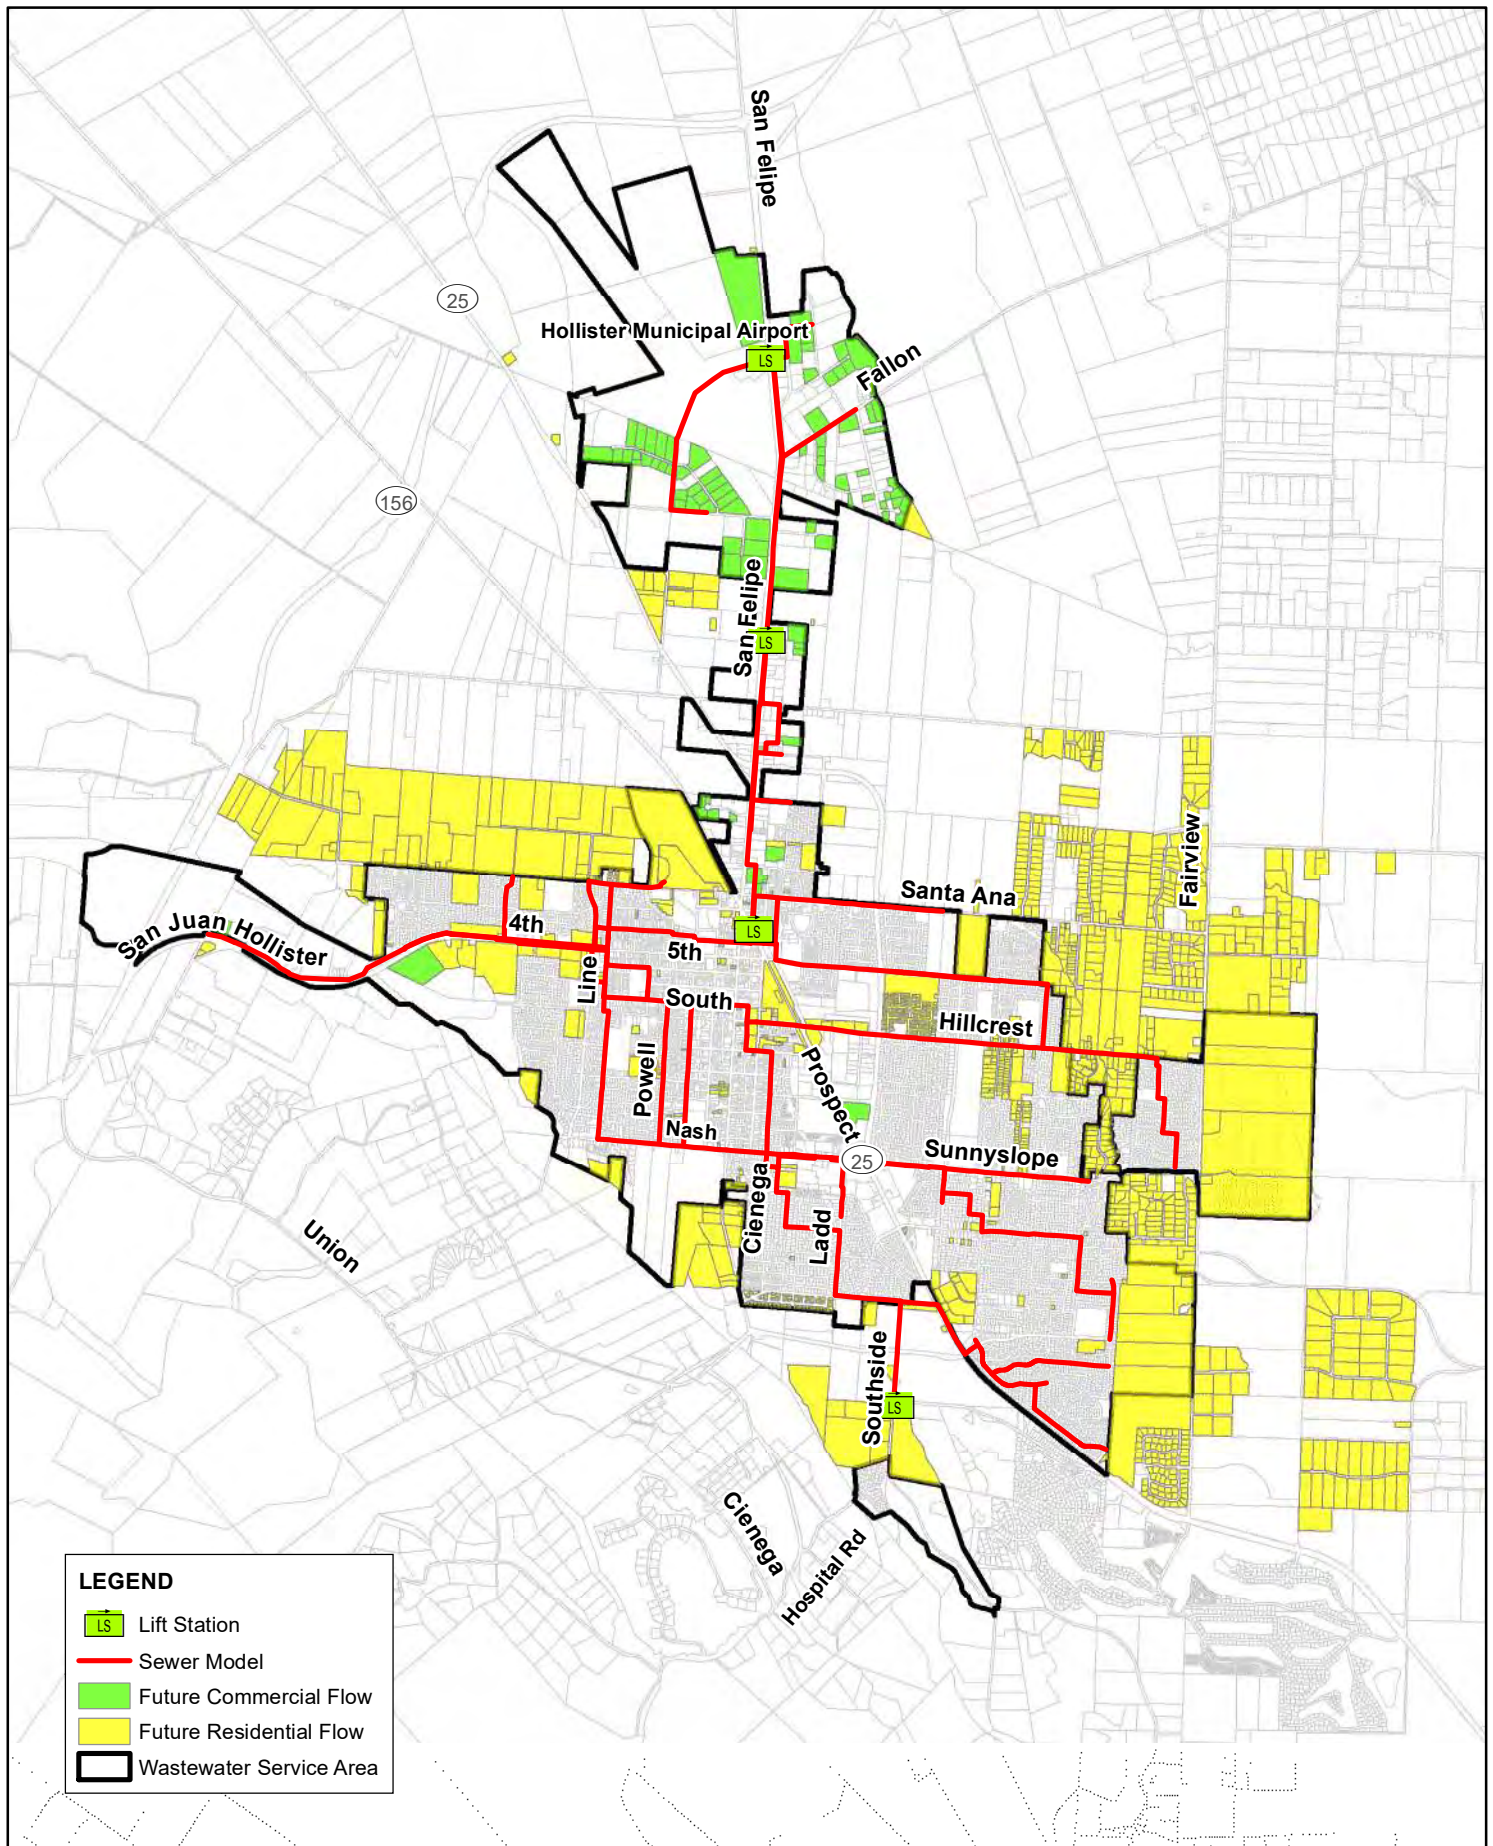 San Felipe
25
Hollister Municipal Airport
LS
Fallon
156
San Felipe
LS
Fairview
Santa Ana
4th
LS
San Juan Hollister
5th
Line
South
Hillcrest
Powell
Prospect
Nash
Sunnyslope
25
Cienega
Ladd
Union
Southside
LS
Cienega
Hospital Rd
LEGEND
LS Lift Station
Sewer Model
Future Commercial Flow
Future Residential Flow
Wastewater Service Area